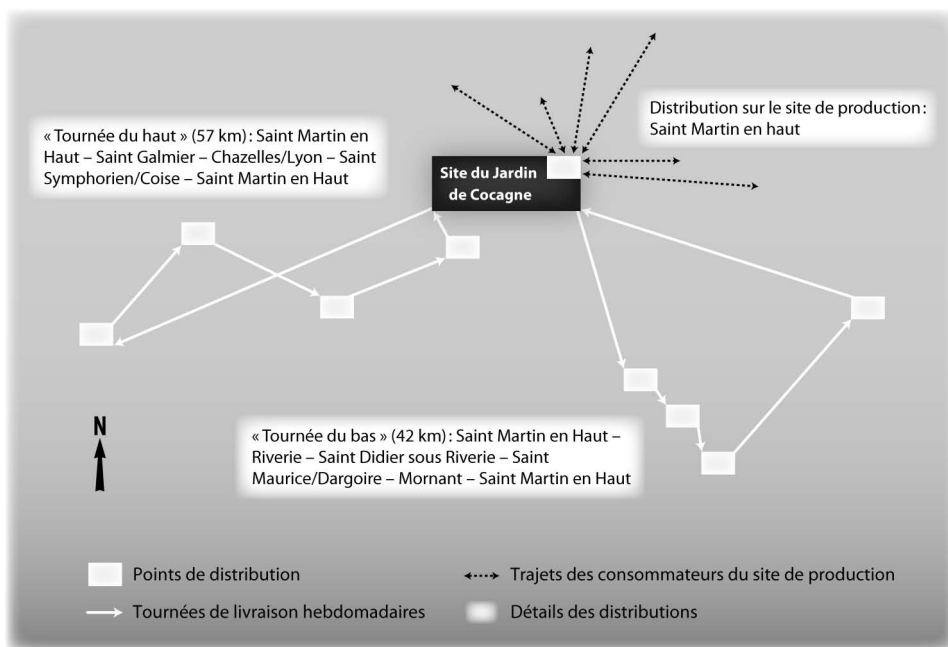 Distribution sur le site de production :
Saint Martin en haut
« Tournée du haut » (57 km) : Saint Martin en
Haut – Saint Galmier – Chazelles/Lyon – Saint
Symphorien/Coise – Saint Martin en Haut
Site du Jardin
de Cocagne
N
« Tournée du bas » (42 km) : Saint Martin en Haut –
Riverie – Saint Didier sous Riverie – Saint
Maurice/Dargoire – Mornant – Saint Martin en Haut
Points de distribution
Trajets des consommateurs du site de production
Tournées de livraison hebdomadaires
Détails des distributions